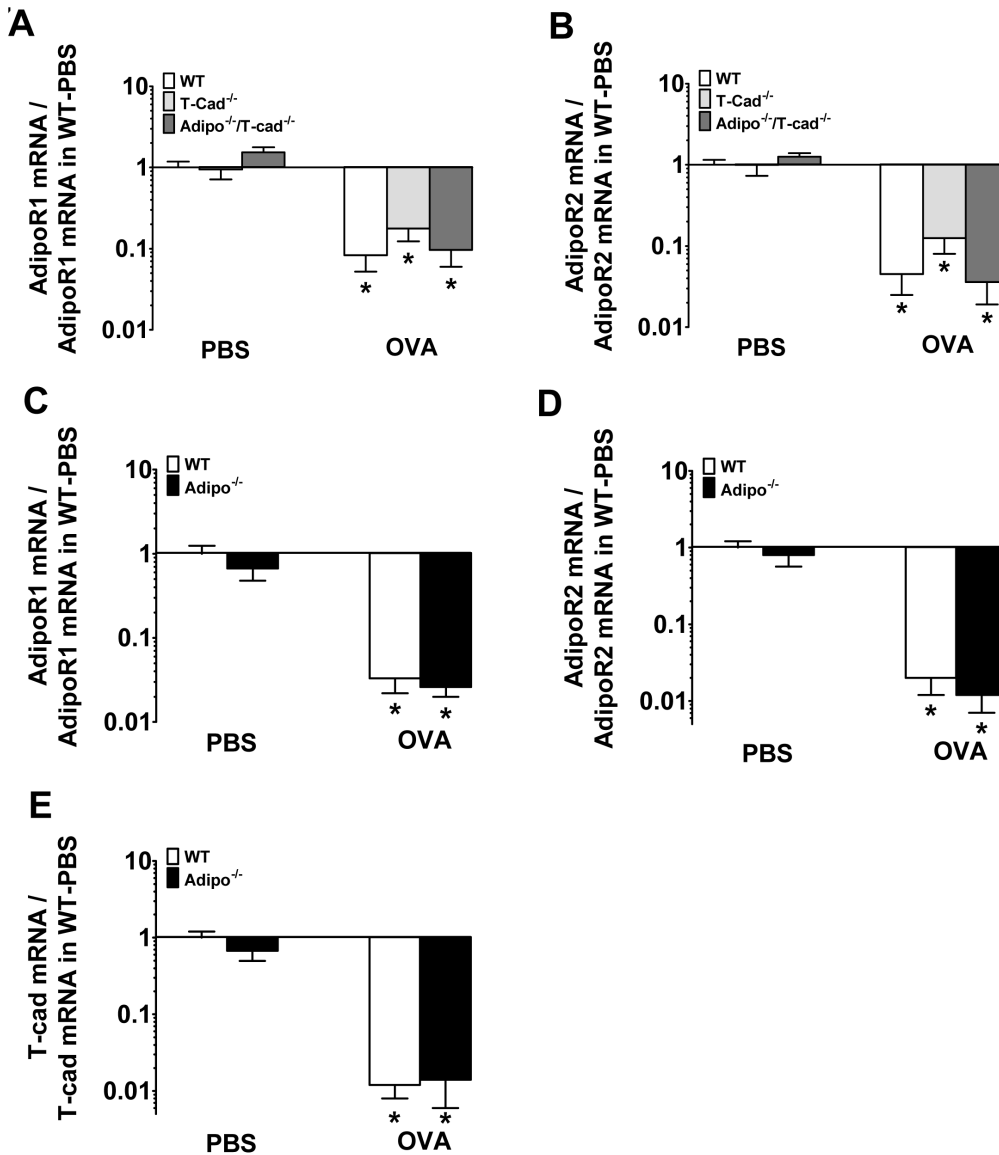 A
AdipoR1 mRNA /
AdipoR1 mRNA in WT-PBS
10
1
0.1
0.01
WT
T-Cad-/-
Adipo-/-/T-cad-/-
* * *
PBS OVA
B
AdipoR2 mRNA /
AdipoR2 mRNA in WT-PBS
10
1
0.1
0.01
WT
T-Cad-/-
Adipo-/-/T-cad-/-
* * *
PBS OVA
C
AdipoR1 mRNA /
AdipoR1 mRNA in WT-PBS
10
1
0.1
0.01
WT
Adipo-/-
* *
PBS OVA
D
AdipoR2 mRNA /
AdipoR2 mRNA in WT-PBS
10
1
0.1
0.01
WT
Adipo-/-
* *
PBS OVA
E
T-cad mRNA /
T-cad mRNA in WT-PBS
10
1
0.1
0.01
WT
Adipo-/-
* *
PBS OVA